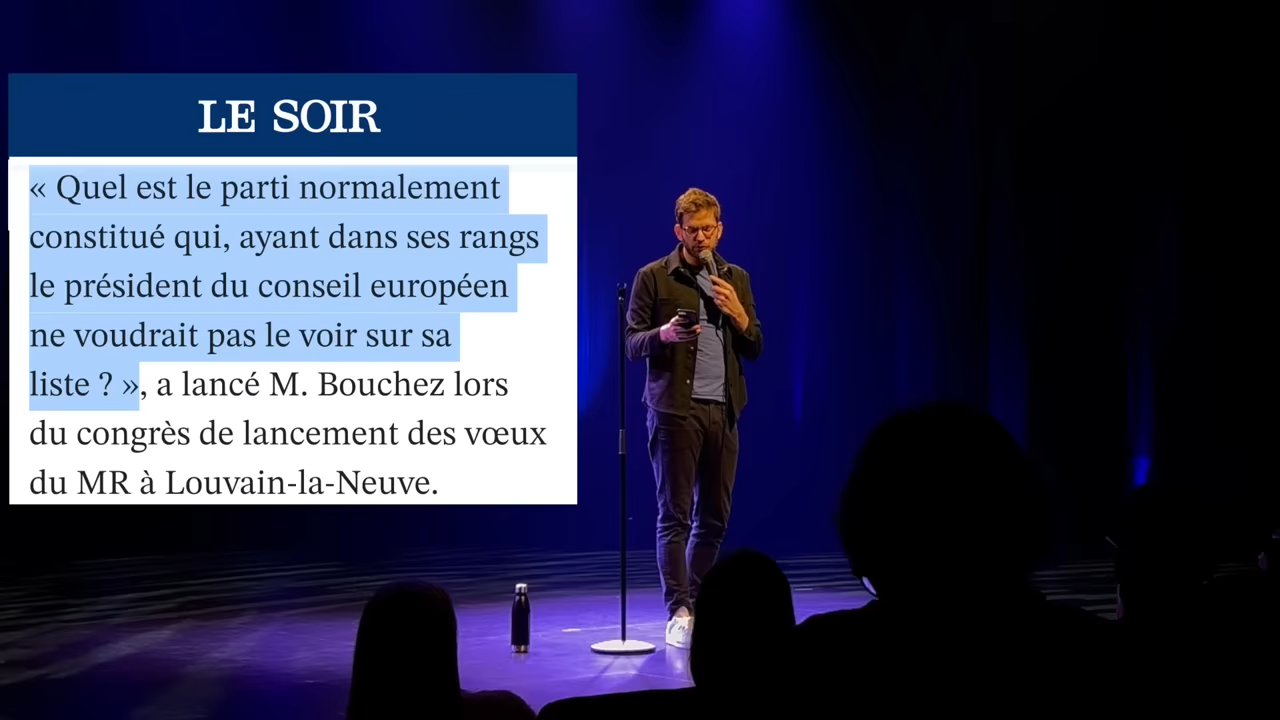 LE SOIR
« Quel est le parti normalement
constitué qui, ayant dans ses rangs
le président du conseil européen
ne voudrait pas le voir sur sa
liste ? », a lancé M. Bouchez lors
du congrès de lancement des vœux
du MR à Louvain-la-Neuve.